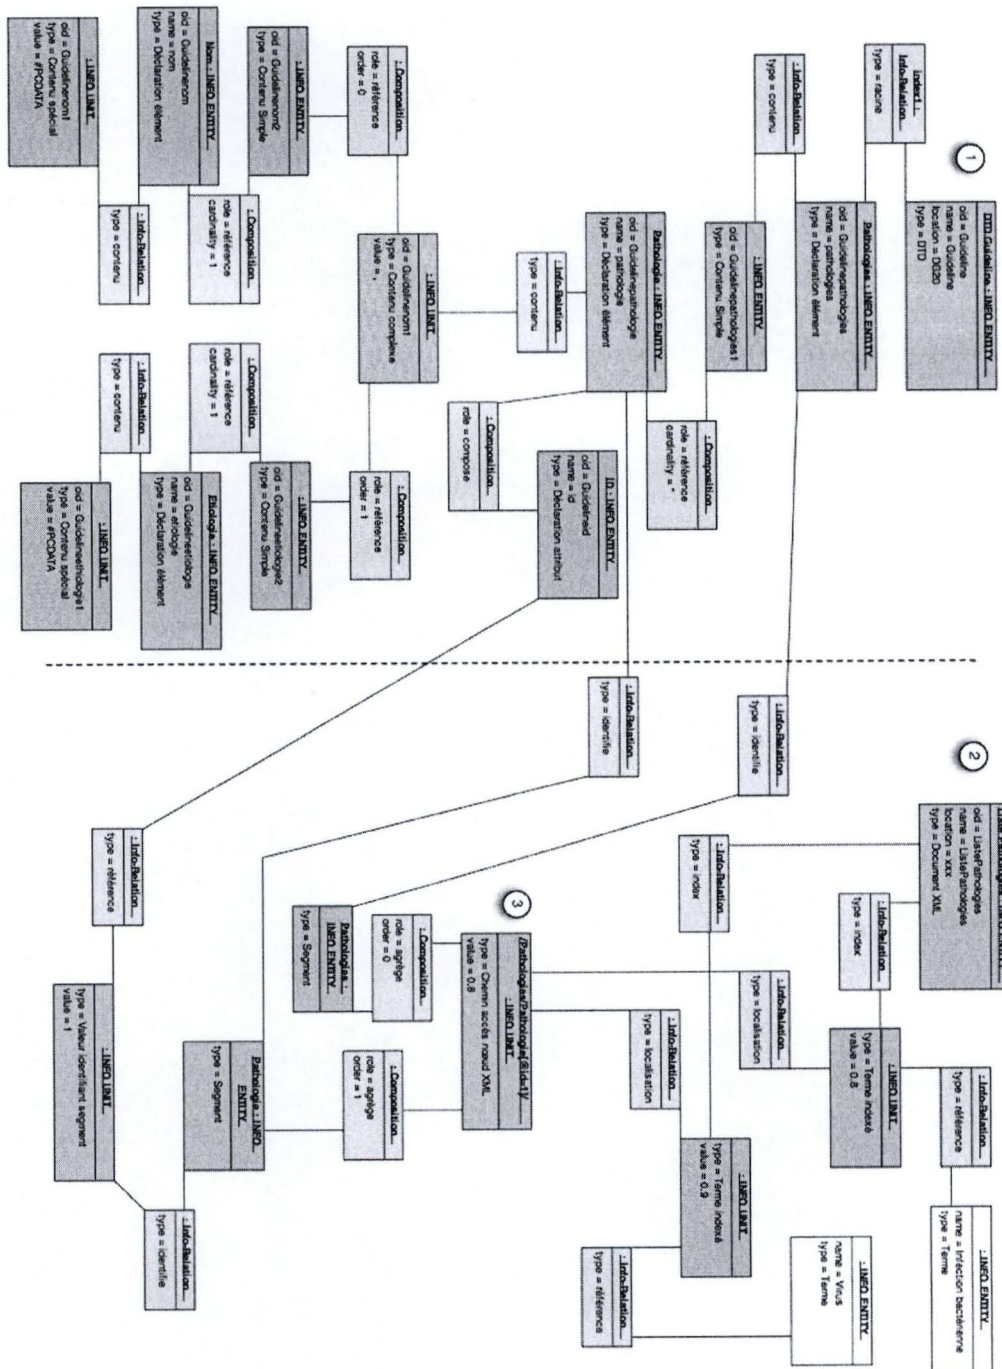 1
DTD Guideline : INFO ENTITY
oid = Guideline
name = Guideline
location = DG20
type = DTD
index1 :
Info-Relation
type = racine
Pathologies : INFO ENTITY
oid = Guidelinepathologies
name = pathologies
type = Déclaration élément
: Info-Relation
type = contenu
: INFO ENTITY
oid = Guidelinepathologies1
type = Contenu Simple
: Composition
role = référence
cardinality = *
Pathologie : INFO ENTITY
oid = Guidelinepathologie
name = pathologie
type = Déclaration élément
ID : INFO ENTITY
oid = Guidelineid
name = id
type = Déclaration attribut
: Composition
role = compose
: Info-Relation
type = contenu
: INFO UNIT
oid = Guidelinenom1
type = Contenu complexe
value = ,
: Composition
role = référence
order = 0
: Composition
role = référence
order = 1
: INFO ENTITY
oid = Guidelinenom2
type = Contenu Simple
: INFO ENTITY
oid = Guidelineetiologie2
type = Contenu Simple
: Composition
role = référence
cardinality = 1
: Composition
role = référence
cardinality = 1
Nom : INFO ENTITY
oid = Guidelinenom
name = nom
type = Déclaration élément
Etiologie : INFO ENTITY
oid = Guidelineetiologie
name = etiologie
type = Déclaration élément
: Info-Relation
type = contenu
: Info-Relation
type = contenu
: INFO UNIT
oid = Guidelinenom1
type = Contenu spécial
value = #PCDATA
: INFO UNIT
oid = Guidelineethiologie1
type = Contenu spécial
value = #PCDATA
2
oid = ListePathologies
name = ListePathologies
location = xxx
type = Document XML
: Info-Relation
type = identifie
: Info-Relation
type = identifie
: Info-Relation
type = index
: Info-Relation
type = index
: Info-Relation
type = référence
: INFO ENTITY
name = Infection bactérienne
type = Terme
: INFO UNIT
type = Terme indexé
value = 0.8
: INFO ENTITY
name = Virus
type = Terme
: Info-Relation
type = localisation
: Info-Relation
type = localisation
: INFO UNIT
type = Terme indexé
value = 0.9
: Info-Relation
type = référence
3
/Pathologies/Pathologie[@id=1]/
: INFO UNIT
type = Chemin accès nœud XML
value = 0.8
: Composition
role = agrège
order = 0
: Composition
role = agrège
order = 1
Pathologies :
INFO ENTITY
type = Segment
Pathologie : INFO
ENTITY
type = Segment
: Info-Relation
type = référence
: INFO UNIT
type = Valeur identifiant segment
value = 1
: Info-Relation
type = identifie